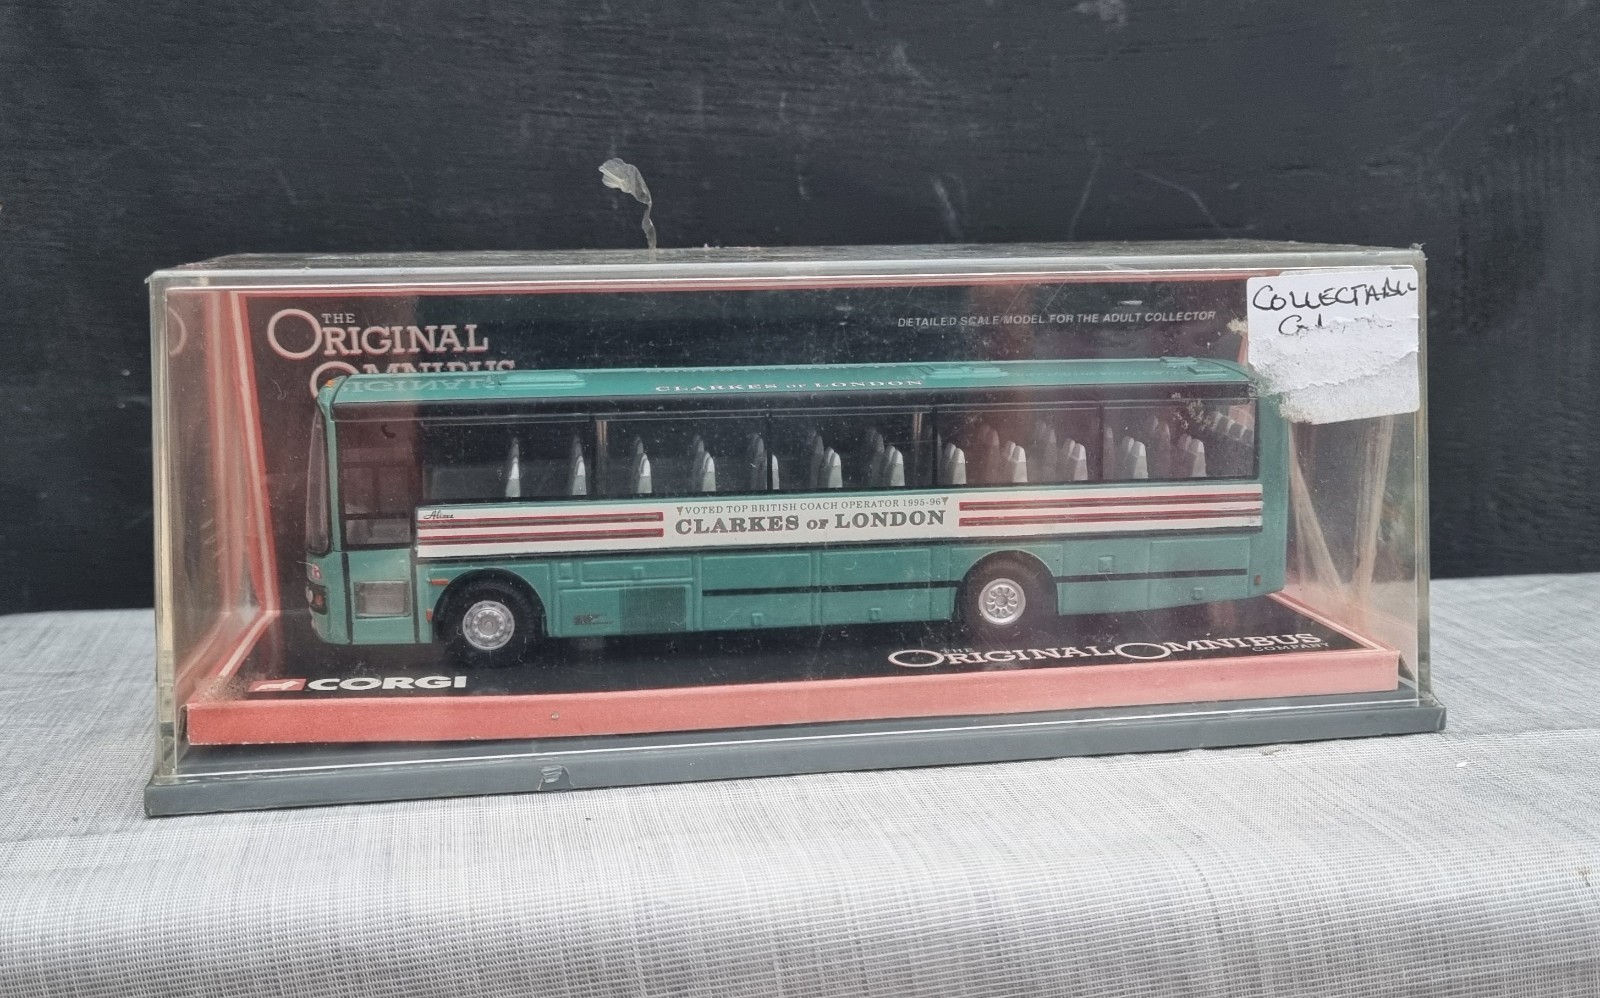 THE
ORIGINAL
OMNIBUS
DETAILED SCALE MODEL FOR THE ADULT COLLECTOR
COLLECTABLE
CLARKES OF LONDON
VOTED TOP BRITISH COACH OPERATOR 1995-96
CLARKES OF LONDON
THE
ORIGINAL OMNIBUS
COMPANY
CORGI